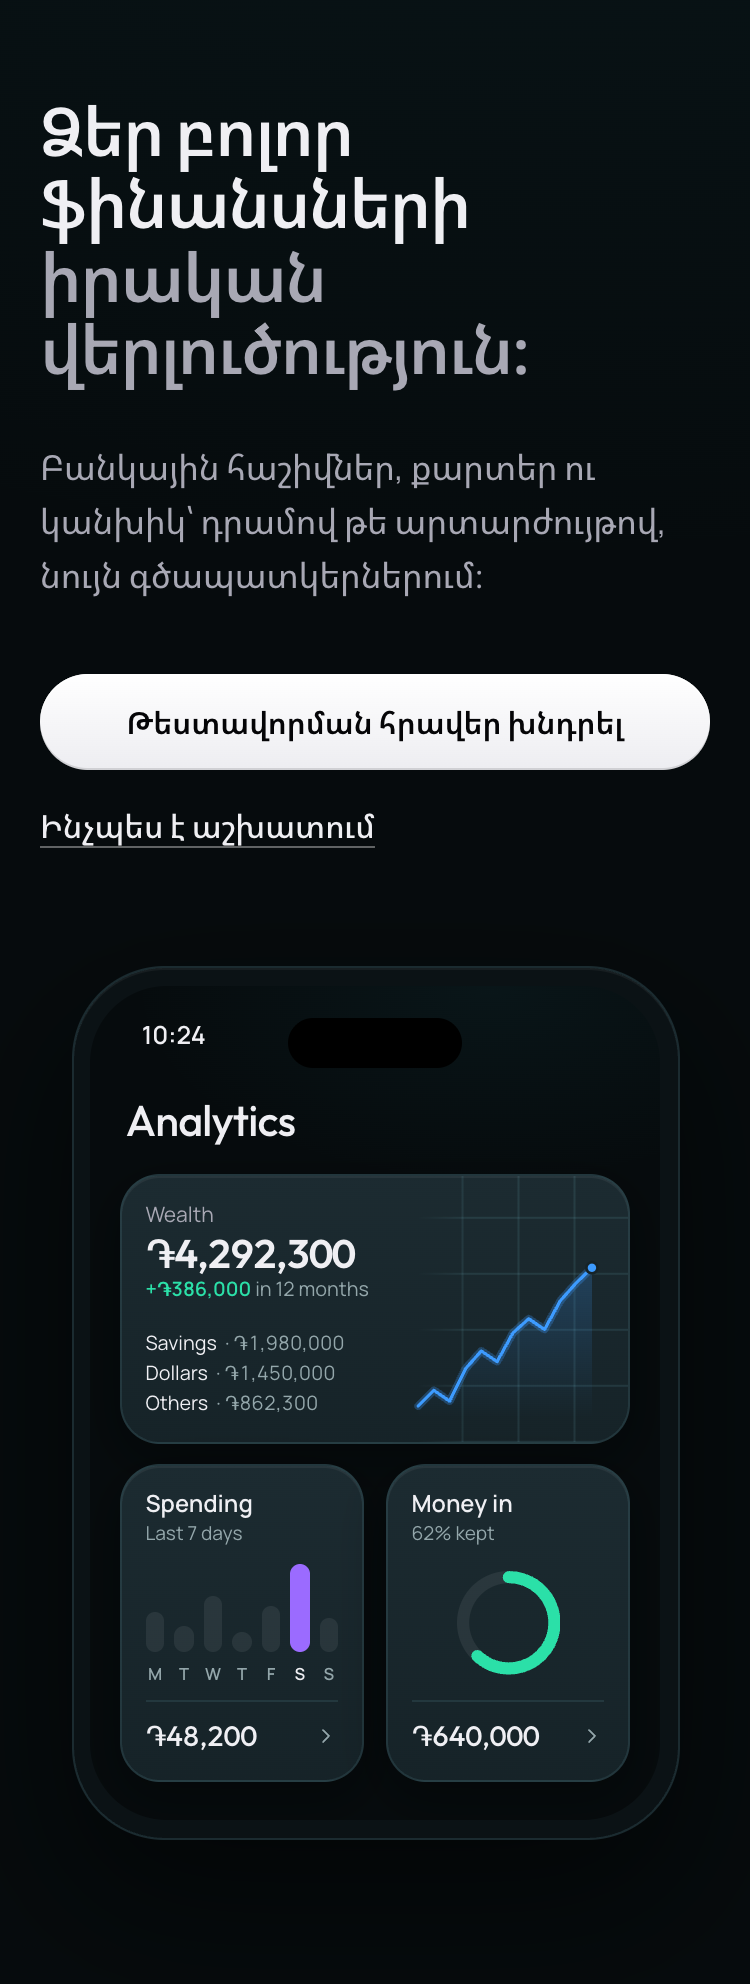 Ձեր բոլոր
ֆինանսների
իրական
վերլուծություն:
Բանկային հաշիվներ, քարտեր ու
կանխիկ՝ դրամով թե արտարժույթով,
նույն գծապատկերներում:
Թեստավորման հրավեր խնդրել
Ինչպես է աշխատում
10:24
Analytics
Wealth
֏4,292,300
+֏386,000 in 12 months
Savings · ֏1,980,000
Dollars · ֏1,450,000
Others · ֏862,300
Spending
Last 7 days
M T W T F S S
֏48,200
Money in
62% kept
֏640,000